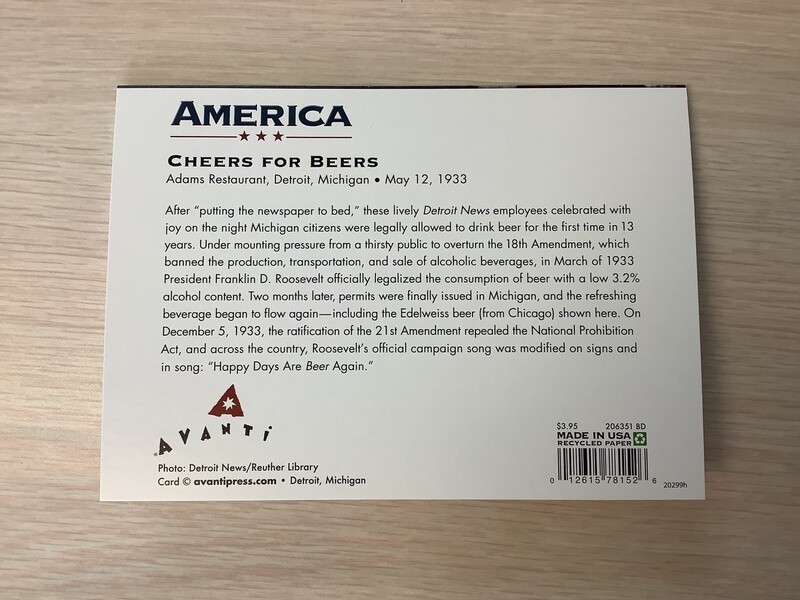 AMERICA
CHEERS FOR BEERS
Adams Restaurant, Detroit, Michigan • May 12, 1933
After “putting the newspaper to bed,” these lively Detroit News employees celebrated with
joy on the night Michigan citizens were legally allowed to drink beer for the first time in 13
years. Under mounting pressure from a thirsty public to overturn the 18th Amendment, which
banned the production, transportation, and sale of alcoholic beverages, in March of 1933
President Franklin D. Roosevelt officially legalized the consumption of beer with a low 3.2%
alcohol content. Two months later, permits were finally issued in Michigan, and the refreshing
beverage began to flow again—including the Edelweiss beer (from Chicago) shown here. On
December 5, 1933, the ratification of the 21st Amendment repealed the National Prohibition
Act, and across the country, Roosevelt’s official campaign song was modified on signs and
in song: “Happy Days Are Beer Again.”
AVANTI
Photo: Detroit News/Reuther Library
Card © avantipress.com • Detroit, Michigan
$3.95 206351 BD
MADE IN USA
RECYCLED PAPER
0 12615 78152 6
20299h